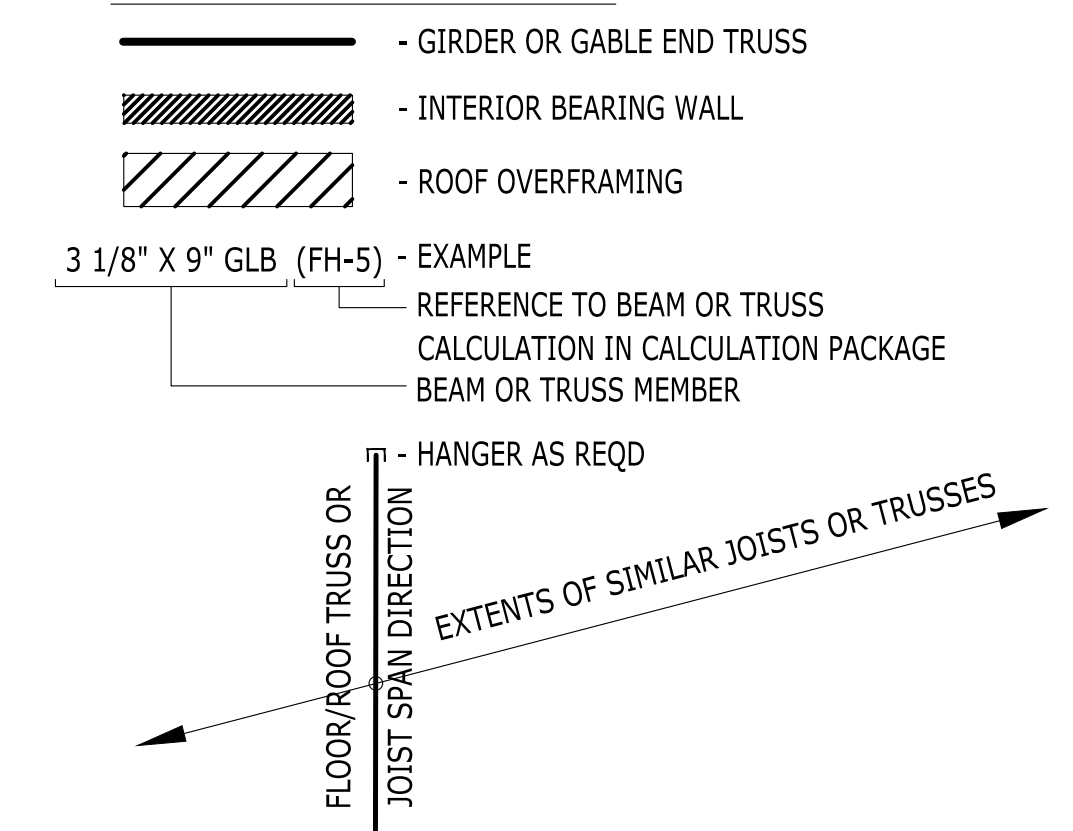 - GIRDER OR GABLE END TRUSS
- INTERIOR BEARING WALL
- ROOF OVERFRAMING
3 1/8" X 9" GLB (FH-5) - EXAMPLE
REFERENCE TO BEAM OR TRUSS
CALCULATION IN CALCULATION PACKAGE
BEAM OR TRUSS MEMBER
- HANGER AS REQD
FLOOR/ROOF TRUSS OR
JOIST SPAN DIRECTION
EXTENTS OF SIMILAR JOISTS OR TRUSSES